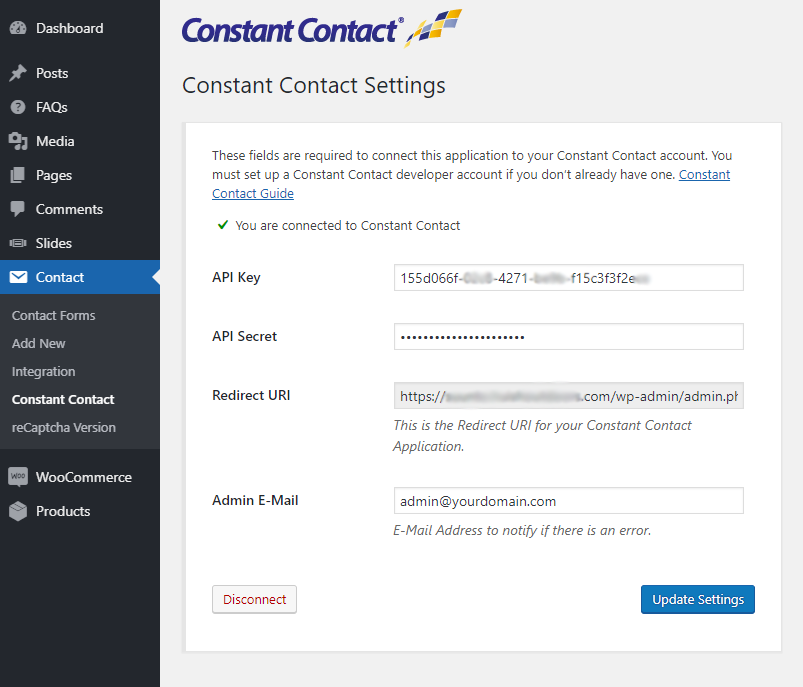 Dashboard
Posts
FAQs
Media
Pages
Comments
Slides
Contact
Contact Forms
Add New
Integration
Constant Contact
reCaptcha Version
WOO WooCommerce
Products
Constant Contact®
Constant Contact Settings
These fields are required to connect this application to your Constant Contact account. You
must set up a Constant Contact developer account if you don't already have one. Constant
Contact Guide
You are connected to Constant Contact
API Key 155d066f- -4271- -f15c3f3f2e
API Secret ••••••••••••••••••••••
Redirect URI https:// .com/wp-admin/admin.ph
This is the Redirect URI for your Constant Contact
Application.
Admin E-Mail admin@yourdomain.com
E-Mail Address to notify if there is an error.
Disconnect Update Settings